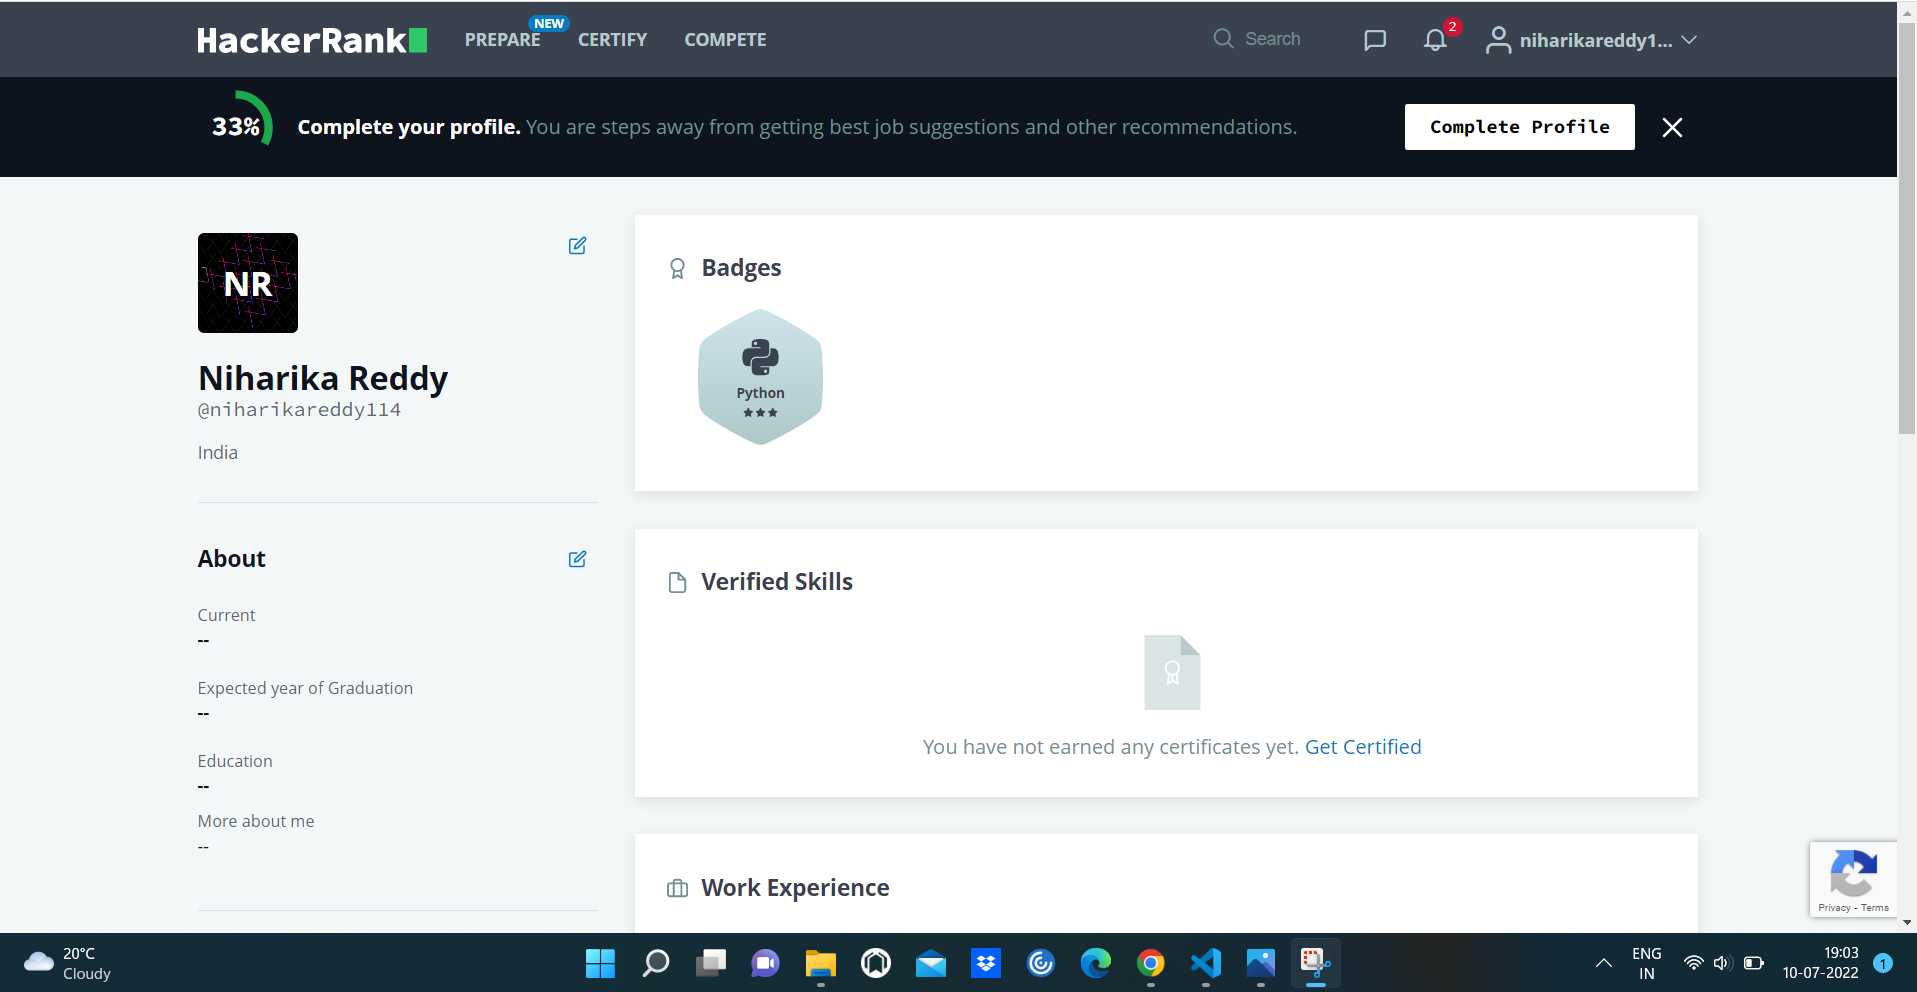 HackerRank
PREPARE
NEW
CERTIFY
COMPETE
Search
2
niharikareddy1...
33%
Complete your profile. You are steps away from getting best job suggestions and other recommendations.
Complete Profile
NR
Niharika Reddy
@niharikareddy114
India
About
Current
--
Expected year of Graduation
--
Education
--
More about me
--
Badges
Python
Verified Skills
You have not earned any certificates yet. Get Certified
Work Experience
Privacy - Terms
20°C
Cloudy
ENG
IN
19:03
10-07-2022
1